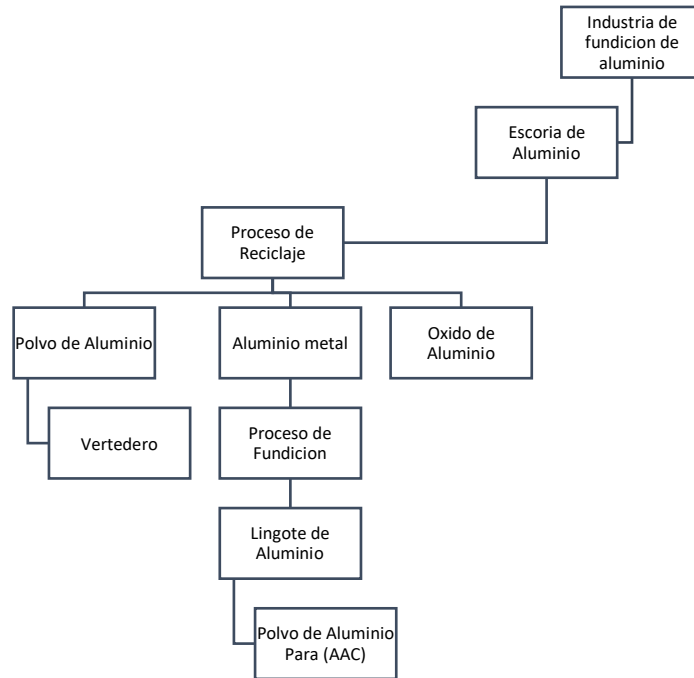 Industria de
fundicion de
aluminio
Escoria de
Aluminio
Proceso de
Reciclaje
Polvo de Aluminio
Aluminio metal
Oxido de
Aluminio
Vertedero
Proceso de
Fundicion
Lingote de
Aluminio
Polvo de Aluminio
Para (AAC)